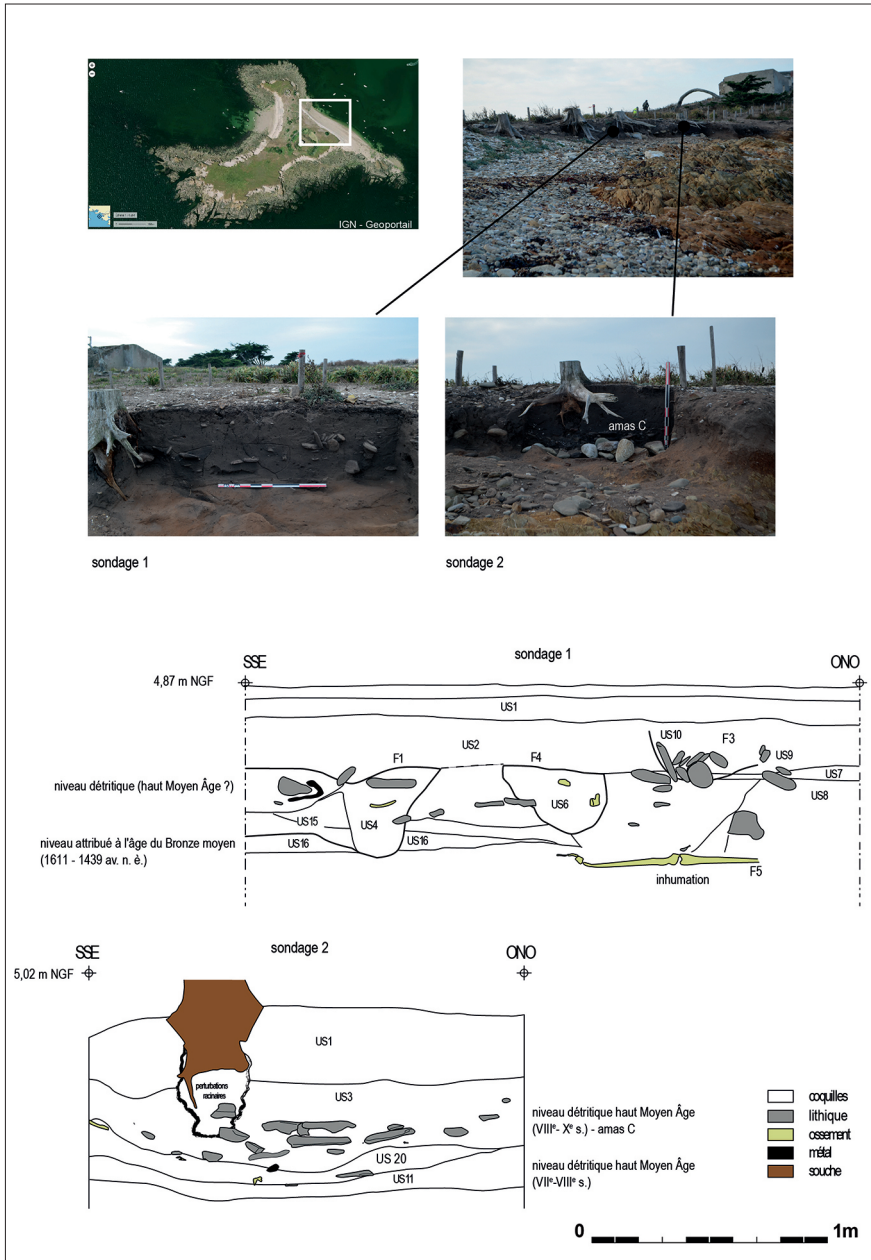 IGN - Geoportail
amas C
sondage 1
sondage 2
sondage 1
SSE
ONO
4,87 m NGF
US1
US2
US10
F3
F1
F4
US9
US7
US8
niveau détritique (haut Moyen Âge ?)
US6
US15
US4
niveau attribué à l'âge du Bronze moyen
(1611 - 1439 av. n. è.)
US16
US16
inhumation
F5
sondage 2
SSE
ONO
5,02 m NGF
US1
perturbations
racinaires
US3
US 20
US11
niveau détritique haut Moyen Âge
(VIIIe- Xe s.) - amas C
niveau détritique haut Moyen Âge
(VIIe-VIIIe s.)
coquilles
lithique
ossement
métal
souche
0 1m